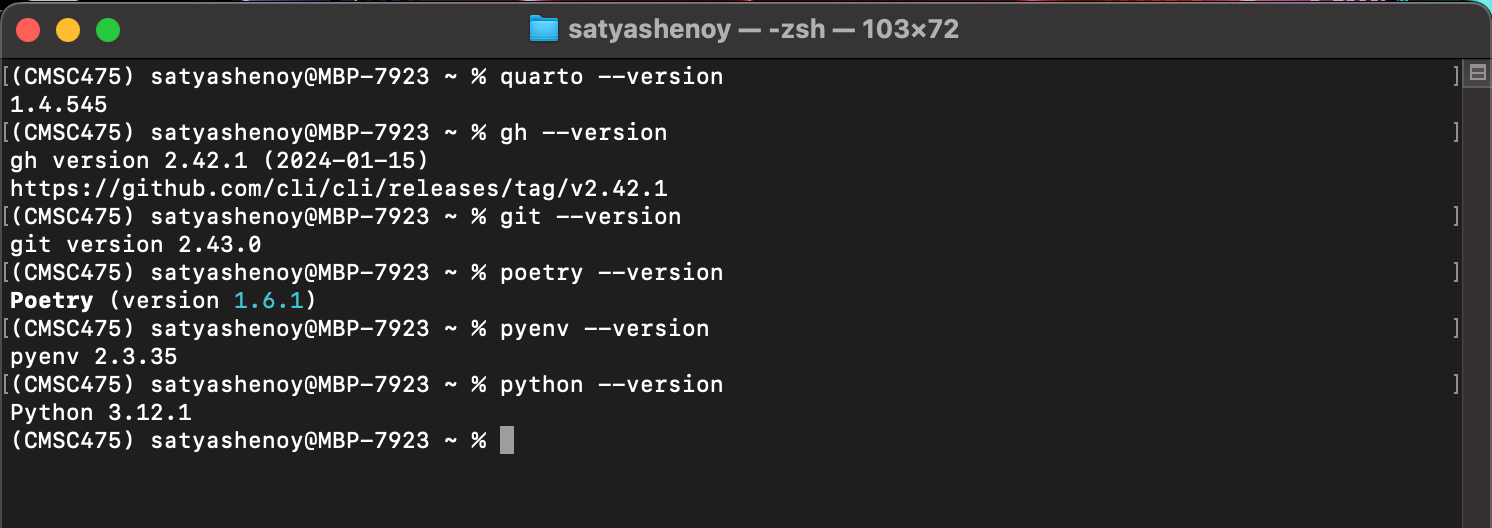 satyashenoy — -zsh — 103×72
[(CMSC475) satyashenoy@MBP-7923 ~ % quarto --version ]
1.4.545
[(CMSC475) satyashenoy@MBP-7923 ~ % gh --version ]
gh version 2.42.1 (2024-01-15)
https://github.com/cli/cli/releases/tag/v2.42.1
[(CMSC475) satyashenoy@MBP-7923 ~ % git --version ]
git version 2.43.0
[(CMSC475) satyashenoy@MBP-7923 ~ % poetry --version ]
Poetry (version 1.6.1)
[(CMSC475) satyashenoy@MBP-7923 ~ % pyenv --version ]
pyenv 2.3.35
[(CMSC475) satyashenoy@MBP-7923 ~ % python --version ]
Python 3.12.1
(CMSC475) satyashenoy@MBP-7923 ~ %